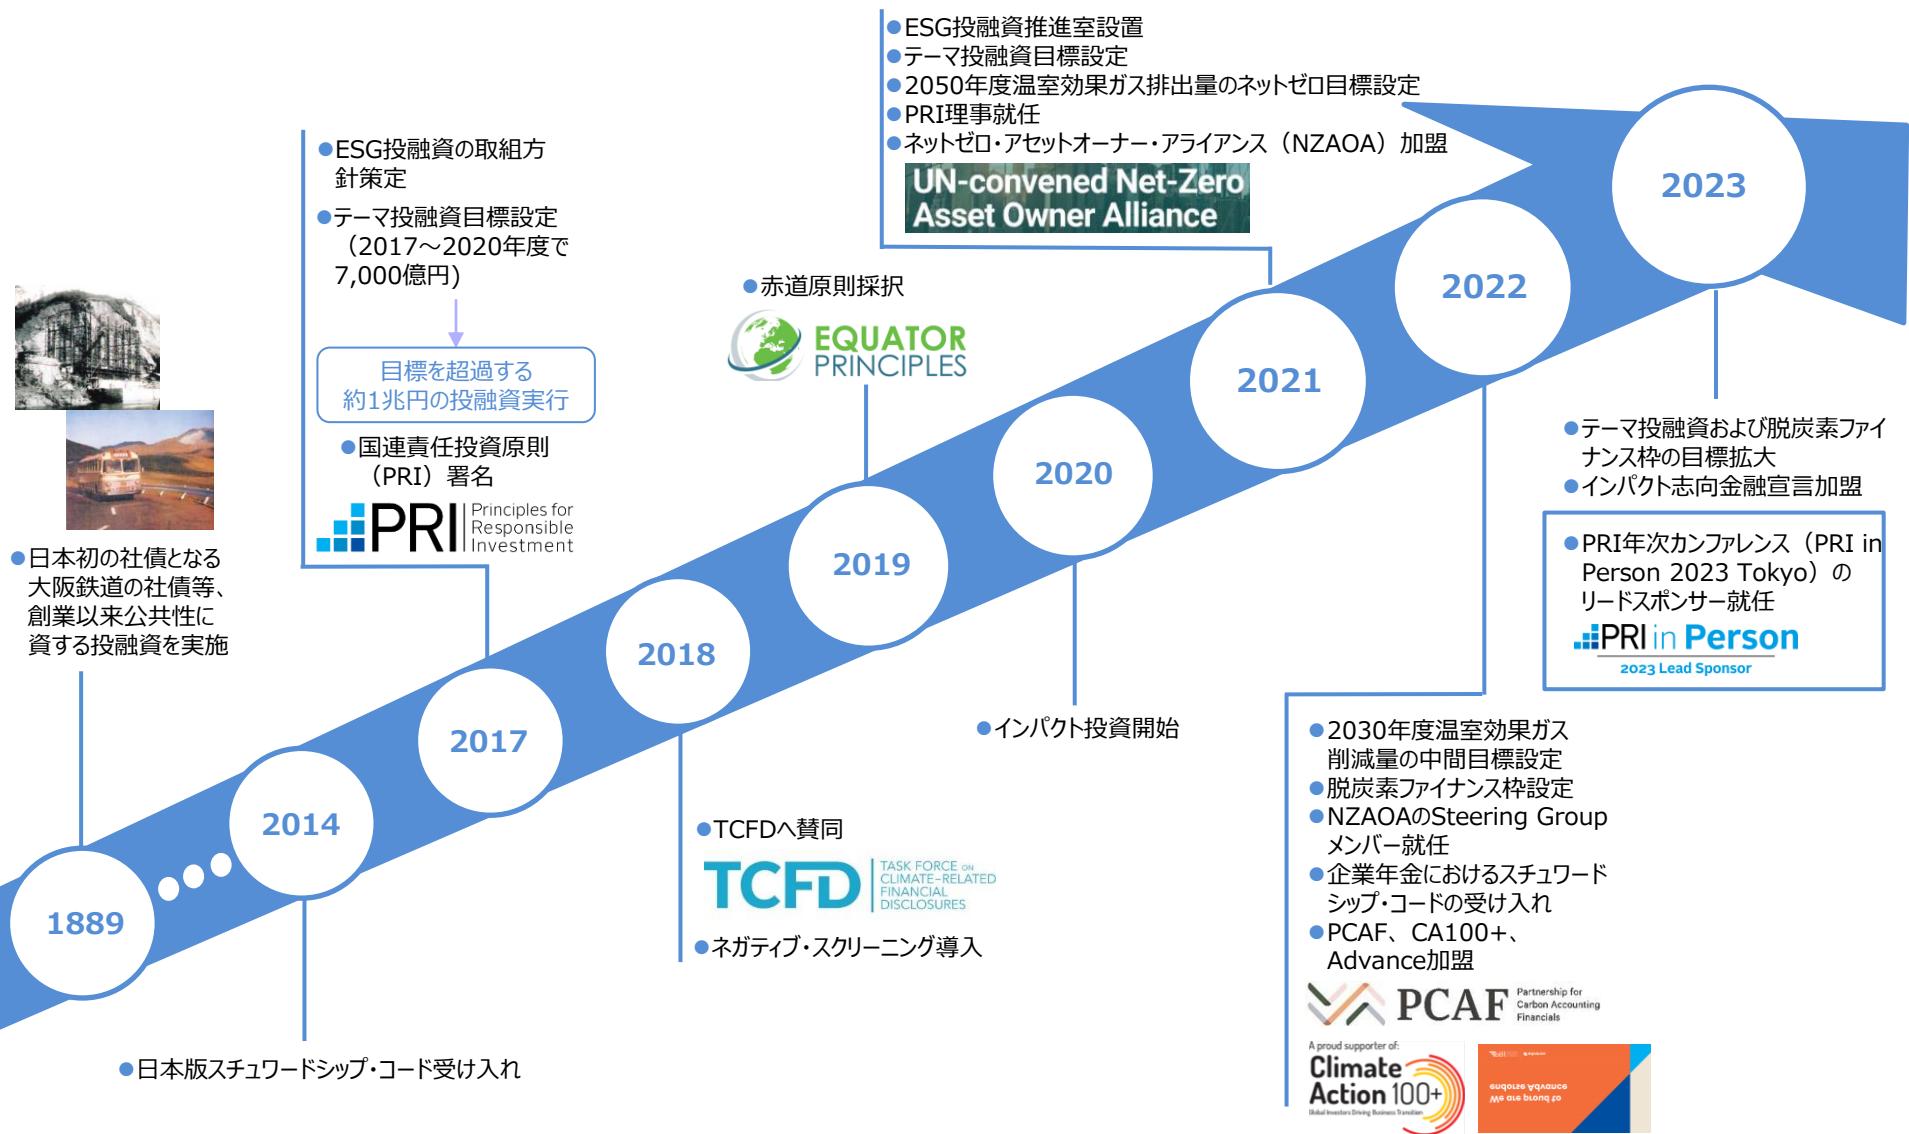 ●日本初の社債となる
大阪鉄道の社債等、
創業以来公共性に
資する投融資を実施
1889
2014
●日本版スチュワードシップ・コード受け入れ
●ESG投融資の取組方
針策定
●テーマ投融資目標設定
（2017～2020年度で
7,000億円)
目標を超過する
約1兆円の投融資実行
●国連責任投資原則
（PRI）署名
PRI
Principles for
Responsible
Investment
2017
2018
●TCFDへ賛同
TCFD
TASK FORCE ON
CLIMATE-RELATED
FINANCIAL
DISCLOSURES
●ネガティブ・スクリーニング導入
●赤道原則採択
EQUATOR
PRINCIPLES
2019
2020
●インパクト投資開始
●ESG投融資推進室設置
●テーマ投融資目標設定
●2050年度温室効果ガス排出量のネットゼロ目標設定
●PRI理事就任
●ネットゼロ・アセットオーナー・アライアンス（NZAOA）加盟
UN-convened Net-Zero
Asset Owner Alliance
2021
2022
●2030年度温室効果ガス
削減量の中間目標設定
●脱炭素ファイナンス枠設定
●NZAOAのSteering Group
メンバー就任
●企業年金におけるスチュワード
シップ・コードの受け入れ
●PCAF、CA100+、
Advance加盟
PCAF
Partnership for
Carbon Accounting
Financials
A proud supporter of:
Climate
Action 100+
Global Investors Driving Business Transition
We are proud to
endorse Advance
2023
●テーマ投融資および脱炭素ファイ
ナンス枠の目標拡大
●インパクト志向金融宣言加盟
●PRI年次カンファレンス（PRI in
Person 2023 Tokyo）の
リードスポンサー就任
PRI in Person
2023 Lead Sponsor